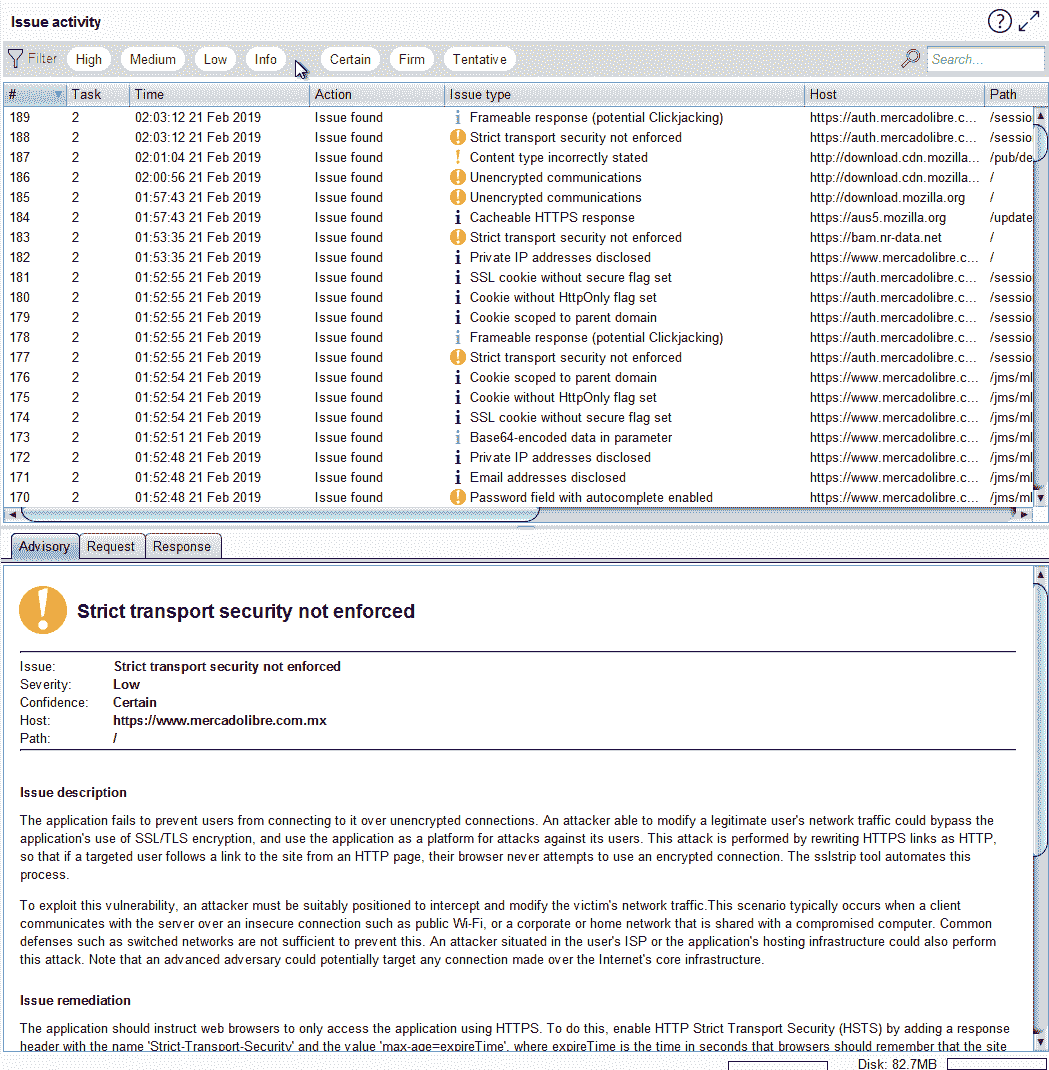 Issue activity
?
Filter High Medium Low Info Certain Firm Tentative Search...
# Task Time Action Issue type Host Path
189 2 02:03:12 21 Feb 2019 Issue found Frameable response (potential Clickjacking) https://auth.mercadolibre.c... /sessio
188 2 02:03:12 21 Feb 2019 Issue found Strict transport security not enforced https://auth.mercadolibre.c... /sessio
187 2 02:01:04 21 Feb 2019 Issue found Content type incorrectly stated http://download.cdn.mozilla... /pub/de
186 2 02:00:56 21 Feb 2019 Issue found Unencrypted communications http://download.cdn.mozilla... /
185 2 01:57:43 21 Feb 2019 Issue found Unencrypted communications http://download.mozilla.org /
184 2 01:57:43 21 Feb 2019 Issue found Cacheable HTTPS response https://aus5.mozilla.org /update
183 2 01:53:35 21 Feb 2019 Issue found Strict transport security not enforced https://bam.nr-data.net /
182 2 01:53:35 21 Feb 2019 Issue found Private IP addresses disclosed https://www.mercadolibre.c... /
181 2 01:52:55 21 Feb 2019 Issue found SSL cookie without secure flag set https://auth.mercadolibre.c... /sessio
180 2 01:52:55 21 Feb 2019 Issue found Cookie without HttpOnly flag set https://auth.mercadolibre.c... /sessio
179 2 01:52:55 21 Feb 2019 Issue found Cookie scoped to parent domain https://auth.mercadolibre.c... /sessio
178 2 01:52:55 21 Feb 2019 Issue found Frameable response (potential Clickjacking) https://auth.mercadolibre.c... /sessio
177 2 01:52:55 21 Feb 2019 Issue found Strict transport security not enforced https://auth.mercadolibre.c... /sessio
176 2 01:52:54 21 Feb 2019 Issue found Cookie scoped to parent domain https://www.mercadolibre.c... /jms/ml
175 2 01:52:54 21 Feb 2019 Issue found Cookie without HttpOnly flag set https://www.mercadolibre.c... /jms/ml
174 2 01:52:54 21 Feb 2019 Issue found SSL cookie without secure flag set https://www.mercadolibre.c... /jms/ml
173 2 01:52:51 21 Feb 2019 Issue found Base64-encoded data in parameter https://www.mercadolibre.c... /jms/ml
172 2 01:52:48 21 Feb 2019 Issue found Private IP addresses disclosed https://www.mercadolibre.c... /jms/ml
171 2 01:52:48 21 Feb 2019 Issue found Email addresses disclosed https://www.mercadolibre.c... /jms/ml
170 2 01:52:48 21 Feb 2019 Issue found Password field with autocomplete enabled https://www.mercadolibre.c... /jms/ml
Advisory Request Response
Strict transport security not enforced
Issue: Strict transport security not enforced
Severity: Low
Confidence: Certain
Host: https://www.mercadolibre.com.mx
Path: /
Issue description
The application fails to prevent users from connecting to it over unencrypted connections. An attacker able to modify a legitimate user's network traffic could bypass the
application's use of SSL/TLS encryption, and use the application as a platform for attacks against its users. This attack is performed by rewriting HTTPS links as HTTP,
so that if a targeted user follows a link to the site from an HTTP page, their browser never attempts to use an encrypted connection. The sslstrip tool automates this
process.
To exploit this vulnerability, an attacker must be suitably positioned to intercept and modify the victim's network traffic.This scenario typically occurs when a client
communicates with the server over an insecure connection such as public Wi-Fi, or a corporate or home network that is shared with a compromised computer. Common
defenses such as switched networks are not sufficient to prevent this. An attacker situated in the user's ISP or the application's hosting infrastructure could also perform
this attack. Note that an advanced adversary could potentially target any connection made over the Internet's core infrastructure.
Issue remediation
The application should instruct web browsers to only access the application using HTTPS. To do this, enable HTTP Strict Transport Security (HSTS) by adding a response
header with the name 'Strict-Transport-Security' and the value 'max-age=expireTime', where expireTime is the time in seconds that browsers should remember that the site
Disk: 82.7MB